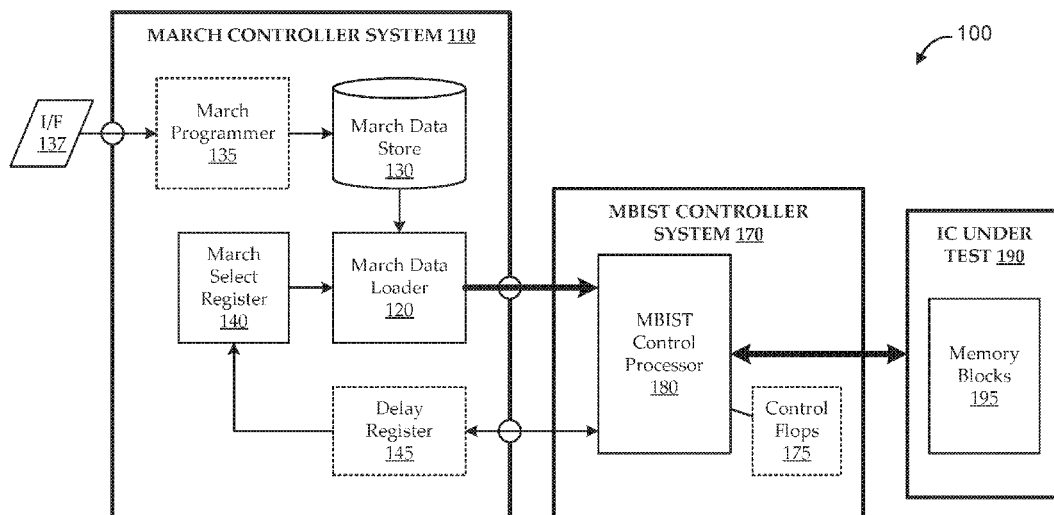 MARCH CONTROLLER SYSTEM 110
100
I/F
137
March
Programmer
135
March Data
Store
130
March
Select
Register
140
March Data
Loader
120
Delay
Register
145
MBIST CONTROLLER
SYSTEM 170
MBIST
Control
Processor
180
Control
Flops
175
IC UNDER
TEST 190
Memory
Blocks
195